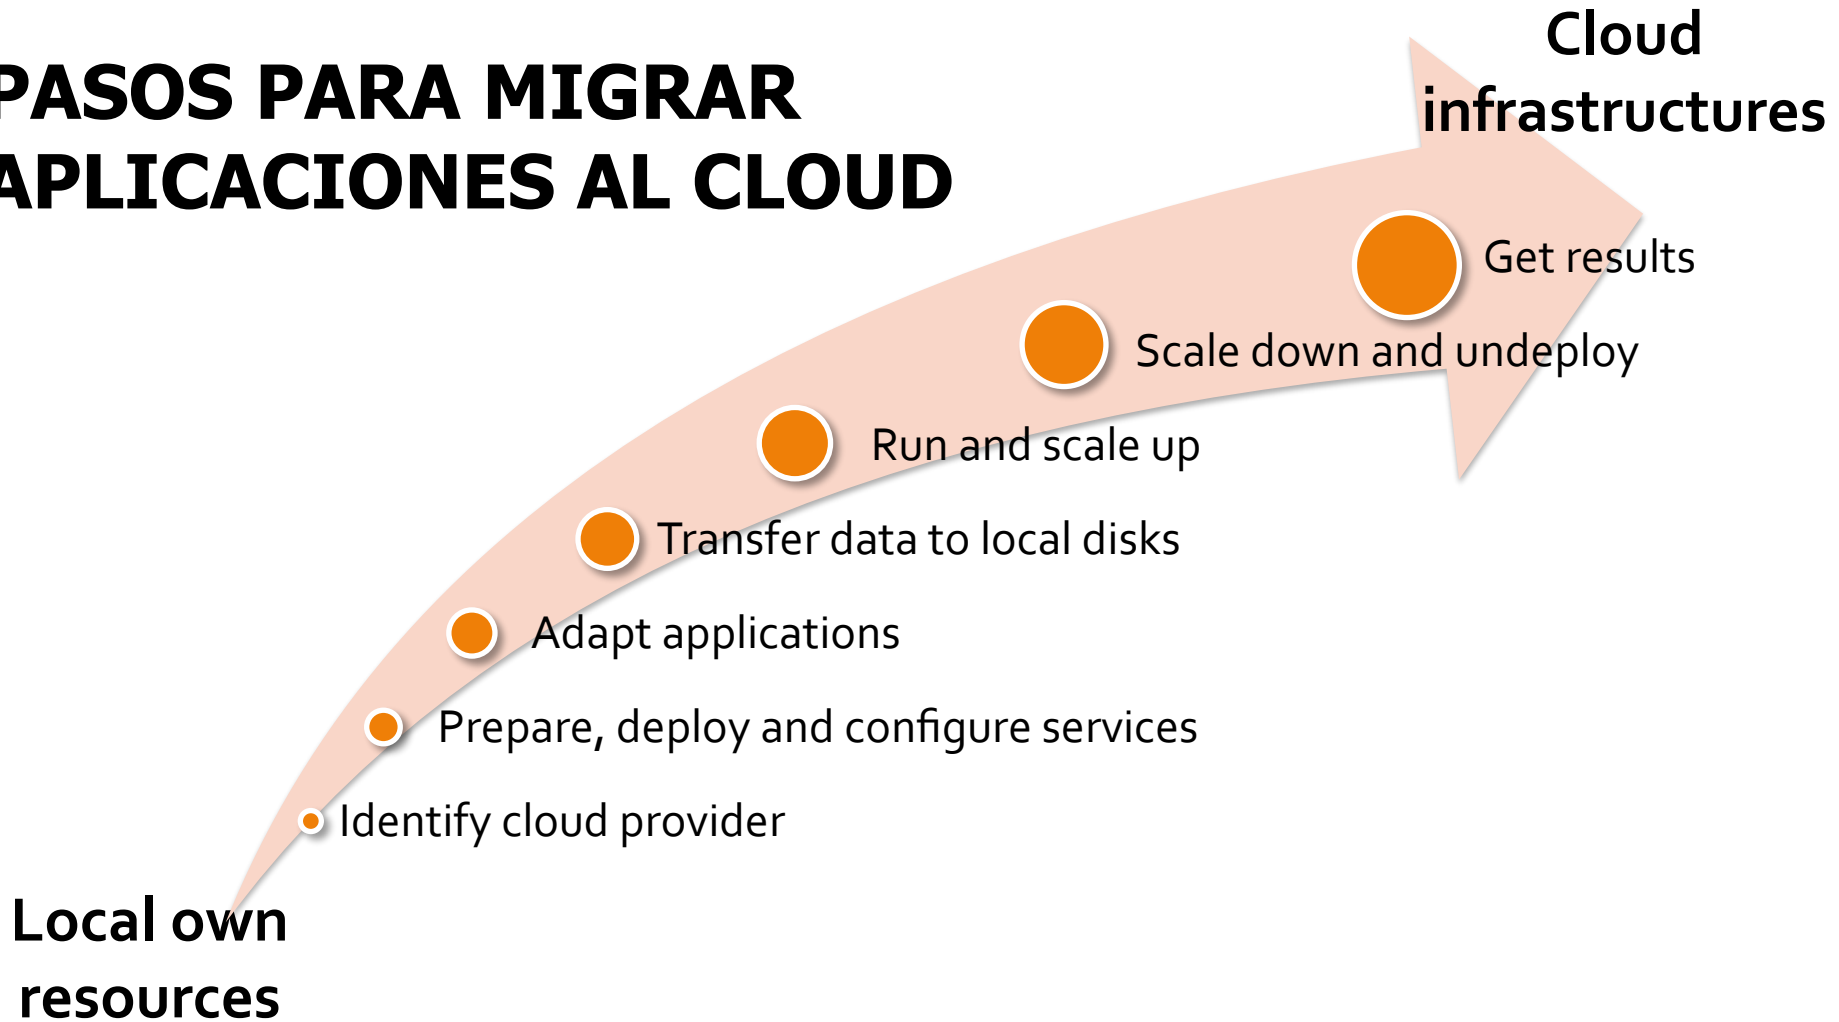 PASOS PARA MIGRAR
APLICACIONES AL CLOUD
Cloud
infrastructures
Get results
Scale down and undeploy
Run and scale up
Transfer data to local disks
Adapt applications
Prepare, deploy and configure services
Identify cloud provider
Local own
resources